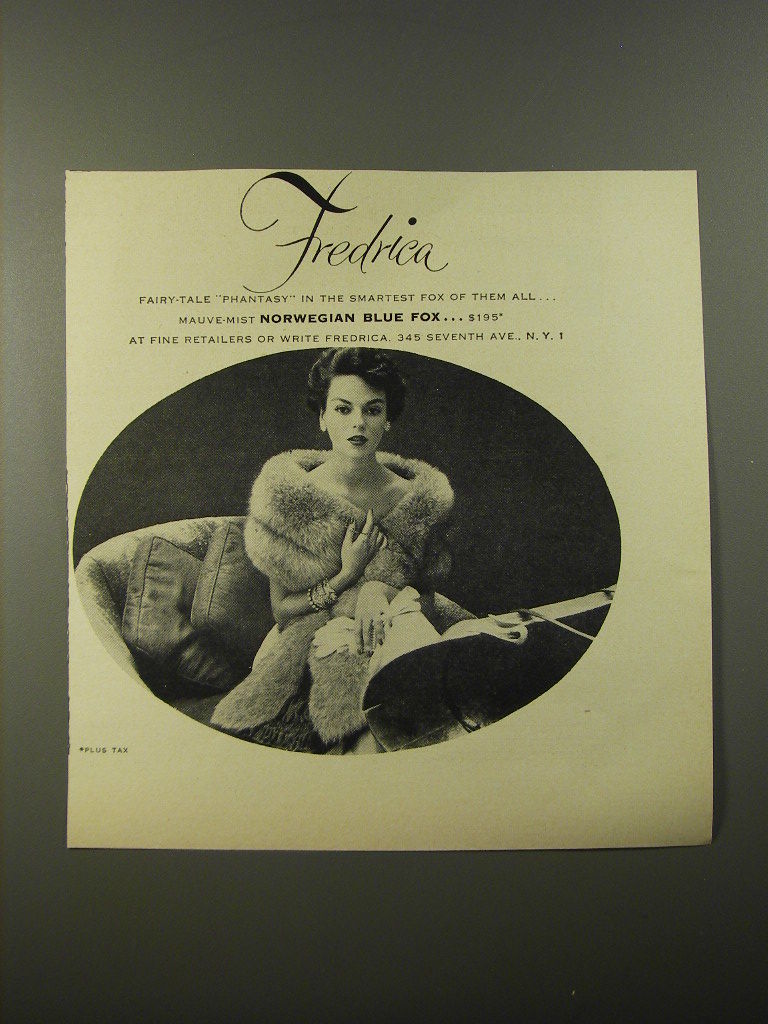 Fredrica
FAIRY-TALE "PHANTASY" IN THE SMARTEST FOX OF THEM ALL...
MAUVE-MIST NORWEGIAN BLUE FOX... $195*
AT FINE RETAILERS OR WRITE FREDRICA, 345 SEVENTH AVE., N. Y. 1
*PLUS TAX